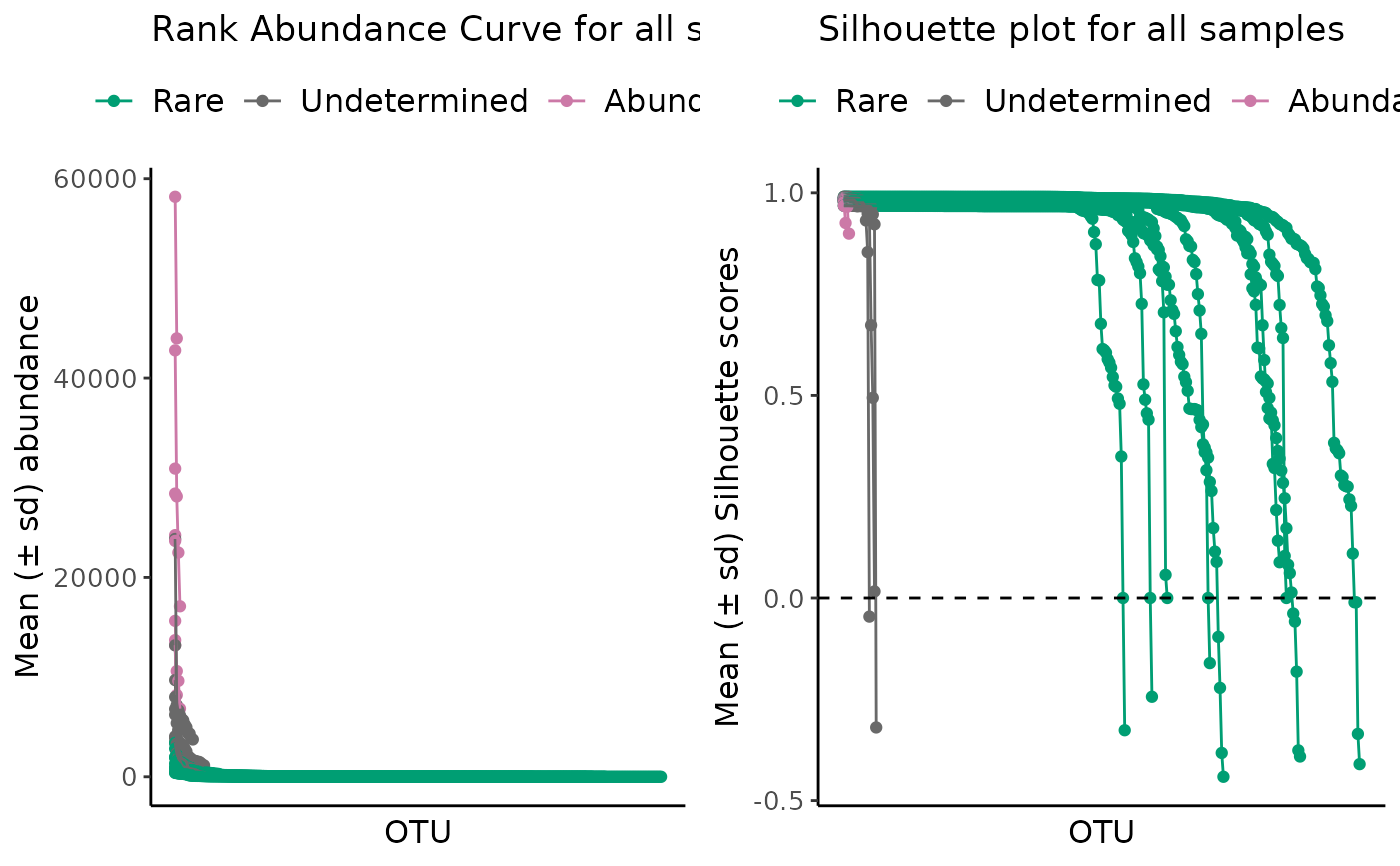 Rank Abundance Curve for all s
Rare Undetermined Abund
Mean (± sd) abundance
60000
40000
20000
0
OTU
Silhouette plot for all samples
Rare Undetermined Abunda
Mean (± sd) Silhouette scores
1.0
0.5
0.0
-0.5
OTU